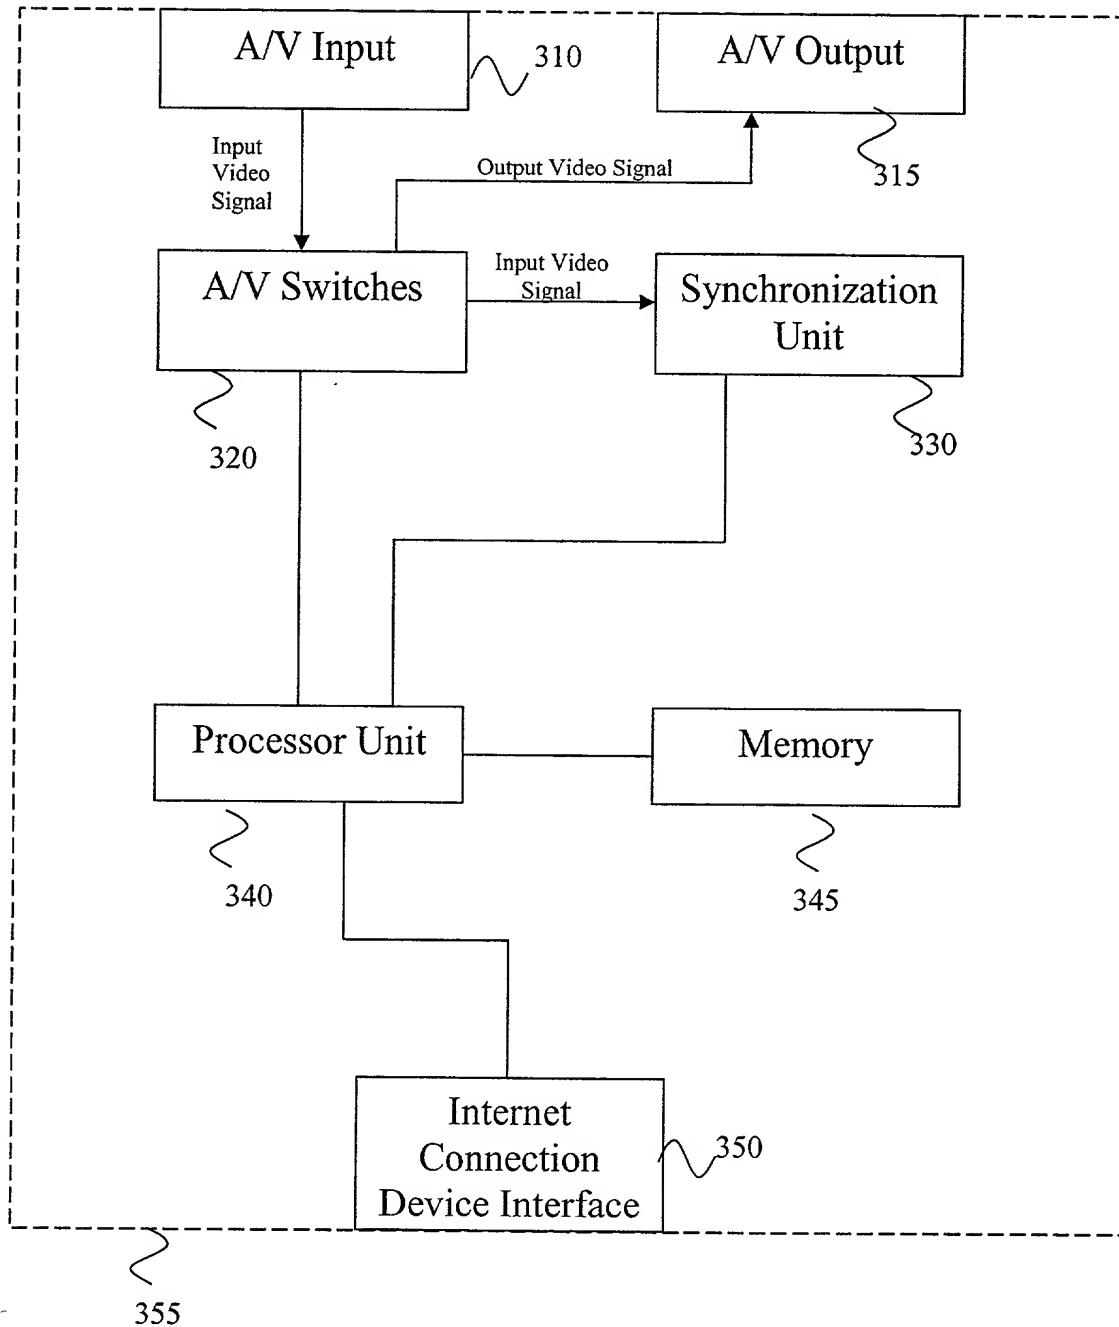 A/V Input
310
A/V Output
315
Input
Video
Signal
Output Video Signal
A/V Switches
320
Input Video
Signal
Synchronization
Unit
330
Processor Unit
340
Memory
345
Internet
Connection
Device Interface
350
355